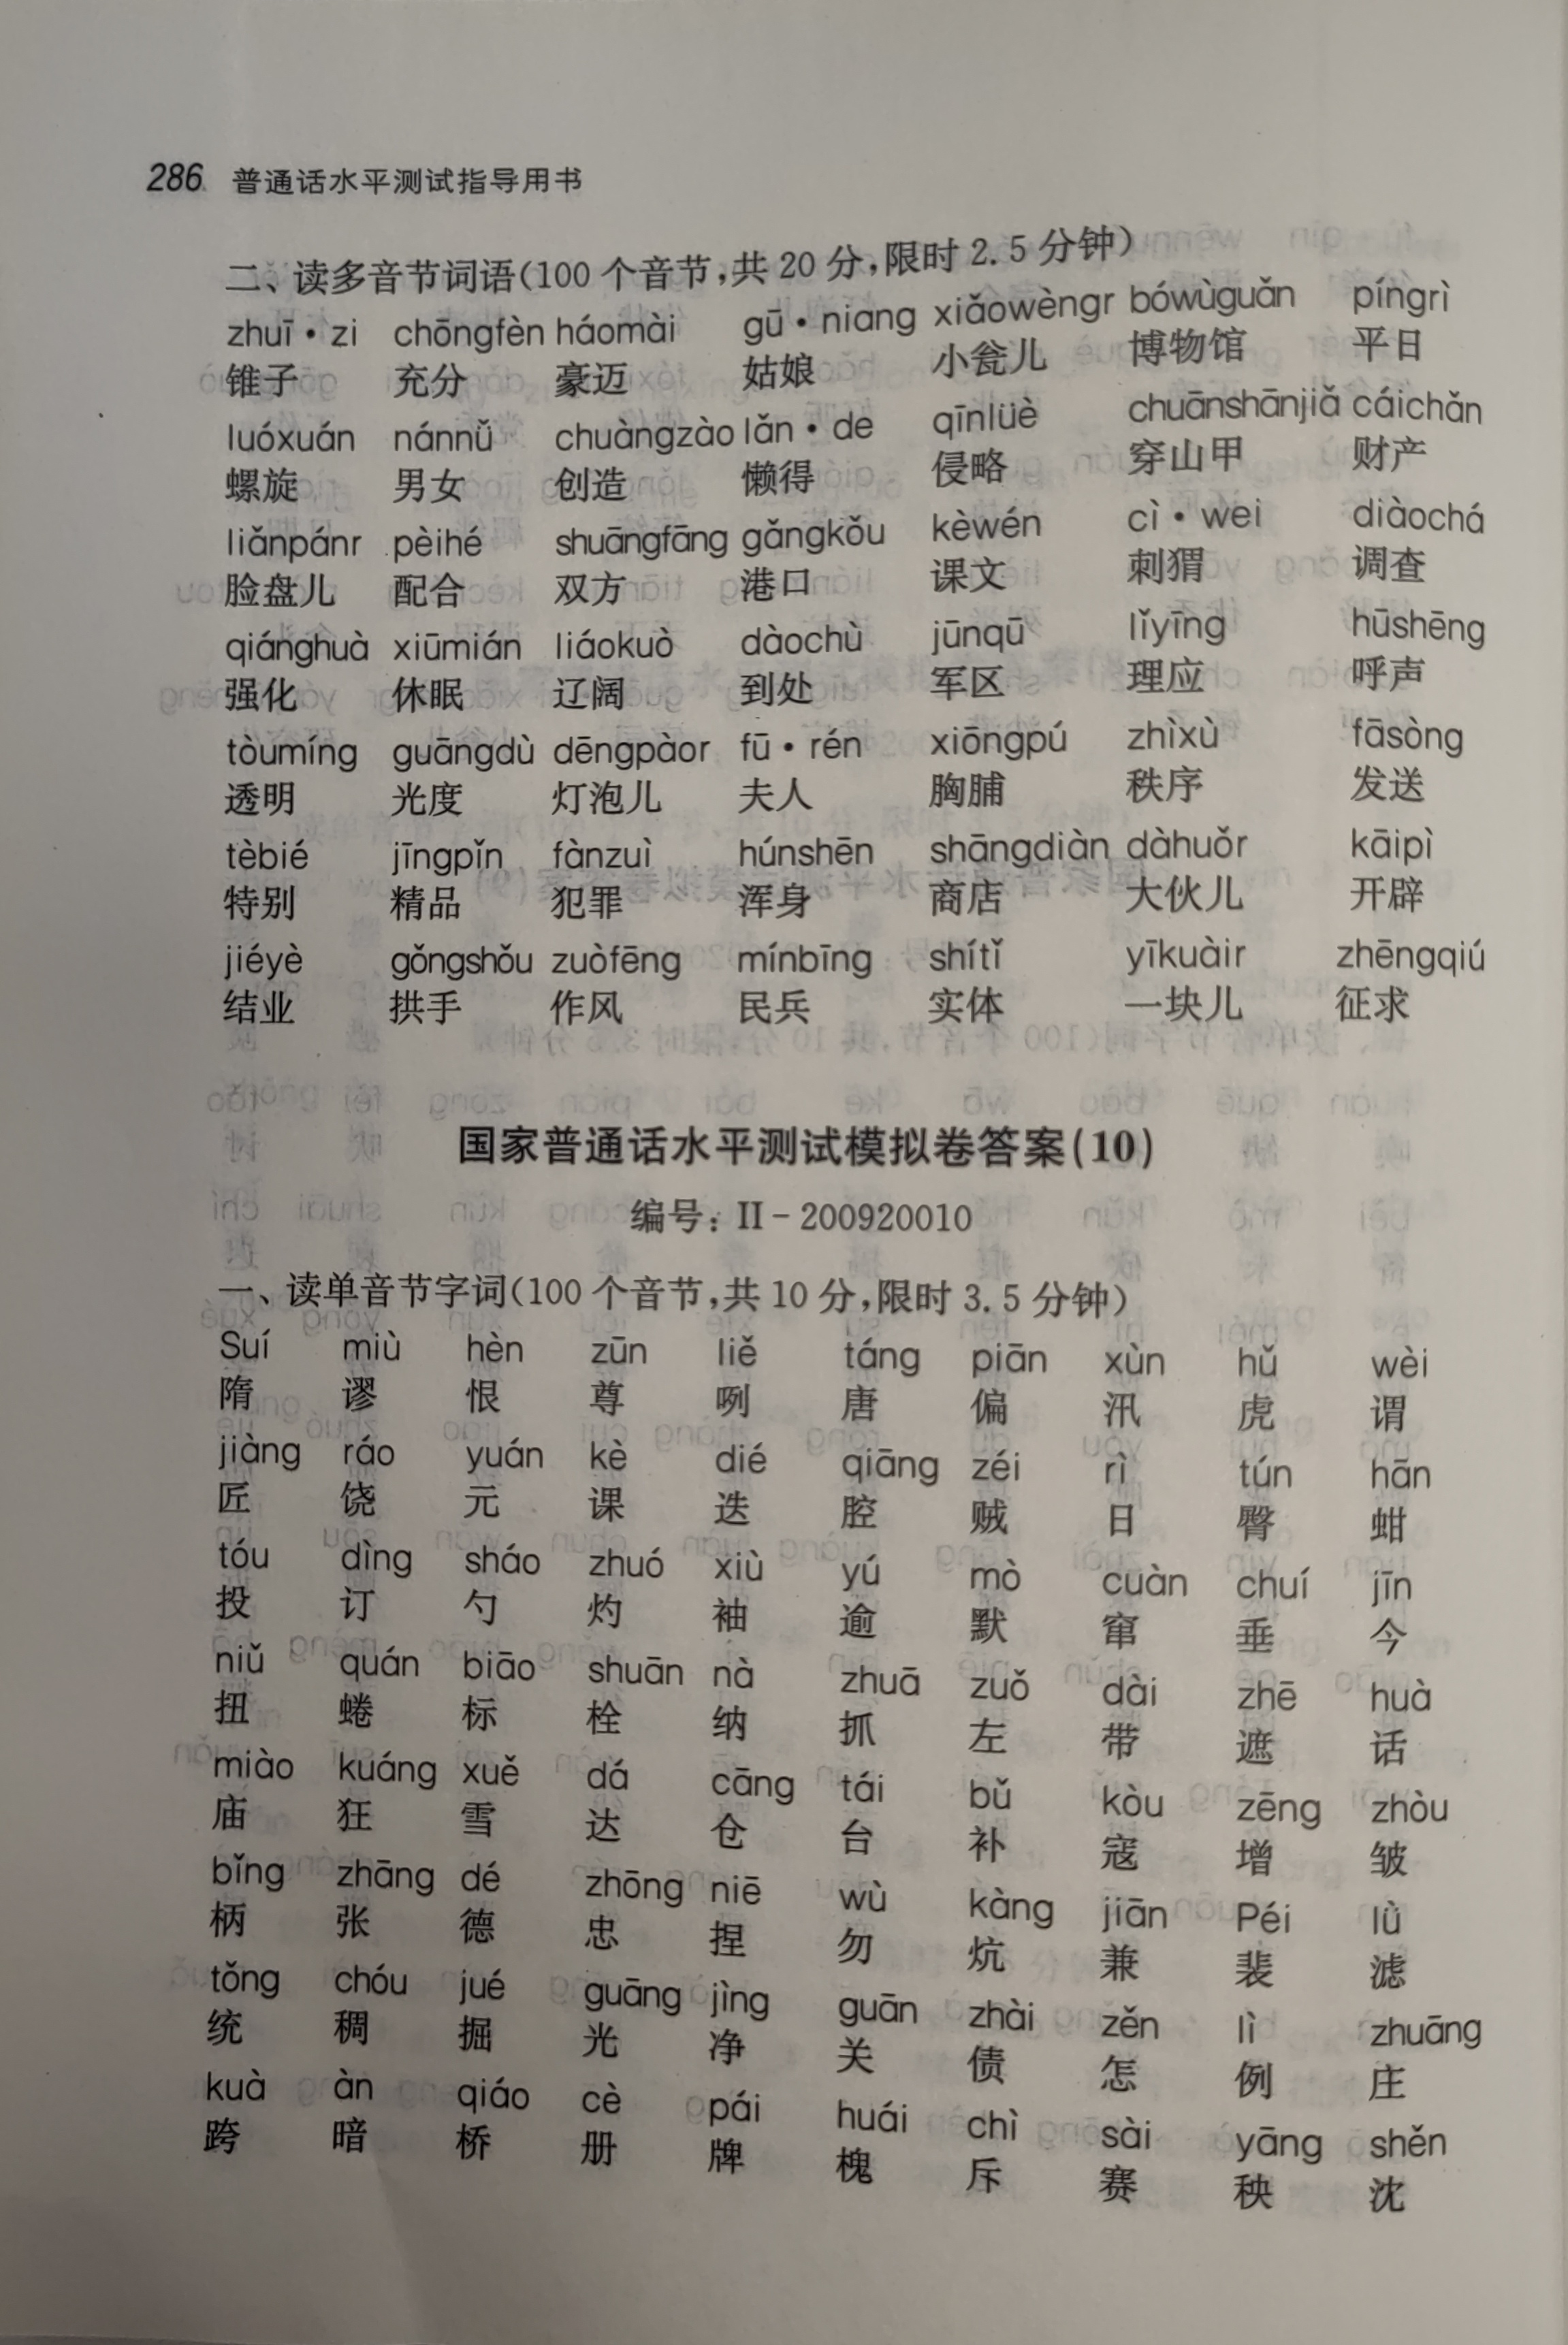 286 普通话水平测试指导用书
二、读多音节词语(100个音节,共20分,限时2.5分钟)
zhuī·zi chōngfèn háomài gū·niang xiǎowèngr bówùguǎn píngrì
锥子 充分 豪迈 姑娘 小瓮儿 博物馆 平日
luóxuán nánnǚ chuàngzào lǎn·de qīnlüè chuānshānjiǎ cáichǎn
螺旋 男女 创造 懒得 侵略 穿山甲 财产
liǎnpánr pèihé shuāngfāng gǎngkǒu kèwén cì·wei diàochá
脸盘儿 配合 双方 港口 课文 刺猬 调查
qiánghuà xiūmián liáokuò dàochù jūnqū lǐyīng hūshēng
强化 休眠 辽阔 到处 军区 理应 呼声
tòumíng guāngdù dēngpàor fū·rén xiōngpú zhìxù fāsòng
透明 光度 灯泡儿 夫人 胸脯 秩序 发送
tèbié jīngpǐn fànzuì húnshēn shāngdiàn dàhuǒr kāipì
特别 精品 犯罪 浑身 商店 大伙儿 开辟
jiéyè gǒngshǒu zuòfēng mínbīng shítǐ yīkuàir zhēngqiú
结业 拱手 作风 民兵 实体 一块儿 征求
国家普通话水平测试模拟卷答案(10)
编号:II-200920010
一、读单音节字词(100个音节,共10分,限时3.5分钟)
Suí miù hèn zūn liě táng piān xùn hǔ wèi
隋 谬 恨 尊 咧 唐 偏 汛 虎 谓
jiàng ráo yuán kè dié qiāng zéi rì tún hān
匠 饶 元 课 迭 腔 贼 日 臀 蚶
tóu dìng sháo zhuó xiù yú mò cuàn chuí jīn
投 订 勺 灼 袖 逾 默 窜 垂 今
niǔ quán biāo shuān nà zhuā zuǒ dài zhē huà
扭 蜷 标 栓 纳 抓 左 带 遮 话
miào kuáng xuě dá cāng tái bǔ kòu zēng zhòu
庙 狂 雪 达 仓 台 补 寇 增 皱
bǐng zhāng dé zhōng niē wù kàng jiān Péi lǜ
柄 张 德 忠 捏 勿 炕 兼 裴 滤
tǒng chóu jué guāng jìng guān zhài zěn lì zhuāng
统 稠 掘 光 净 关 债 怎 例 庄
kuà àn qiáo cè pái huái chì sài yāng shěn
跨 暗 桥 册 牌 槐 斥 赛 秧 沈